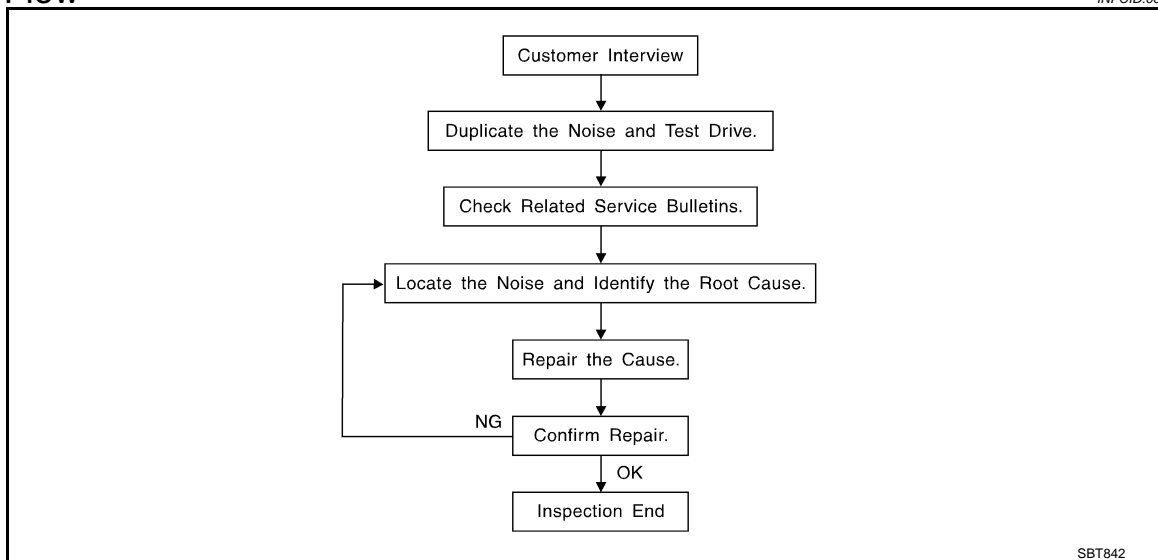 Customer Interview
Duplicate the Noise and Test Drive.
Check Related Service Bulletins.
Locate the Noise and Identify the Root Cause.
Repair the Cause.
NG
Confirm Repair.
OK
Inspection End
SBT842